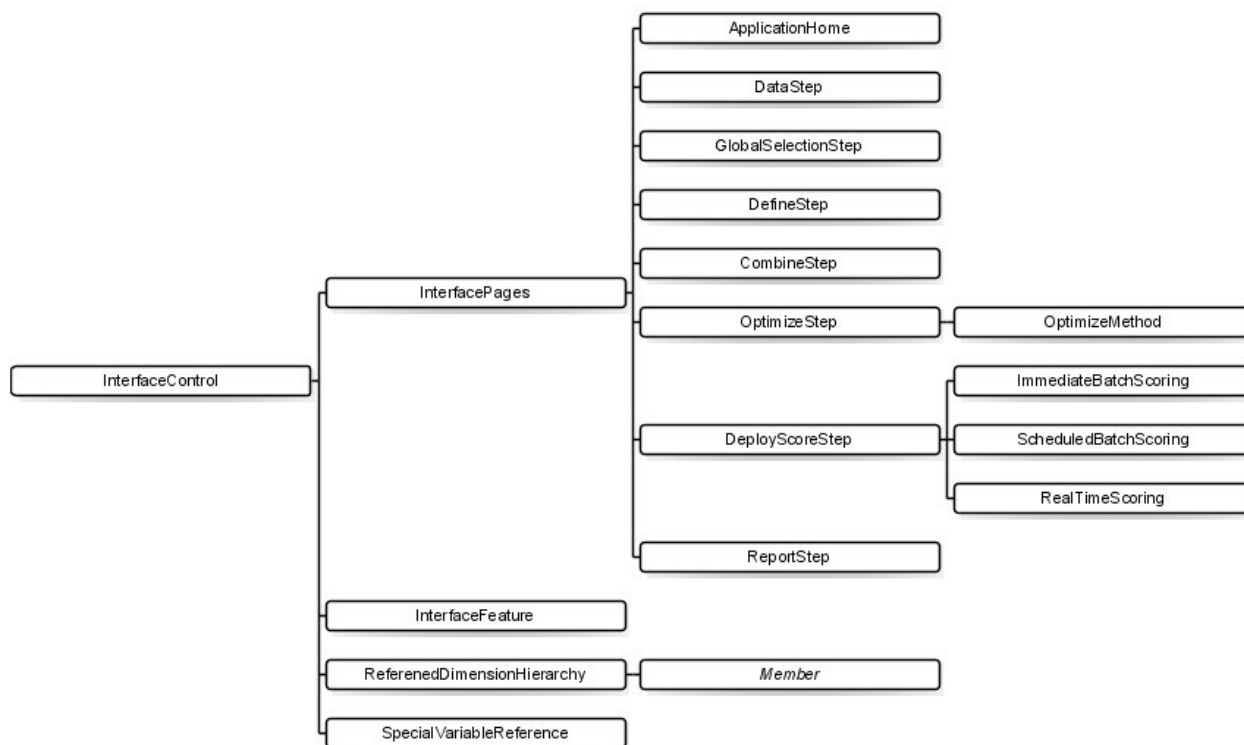 ApplicationHome
DataStep
GlobalSelectionStep
DefineStep
CombineStep
InterfacePages
OptimizeStep
OptimizeMethod
InterfaceControl
ImmediateBatchScoring
DeployScoreStep
ScheduledBatchScoring
RealTimeScoring
ReportStep
InterfaceFeature
ReferenedDimensionHierarchy
Member
SpecialVariableReference